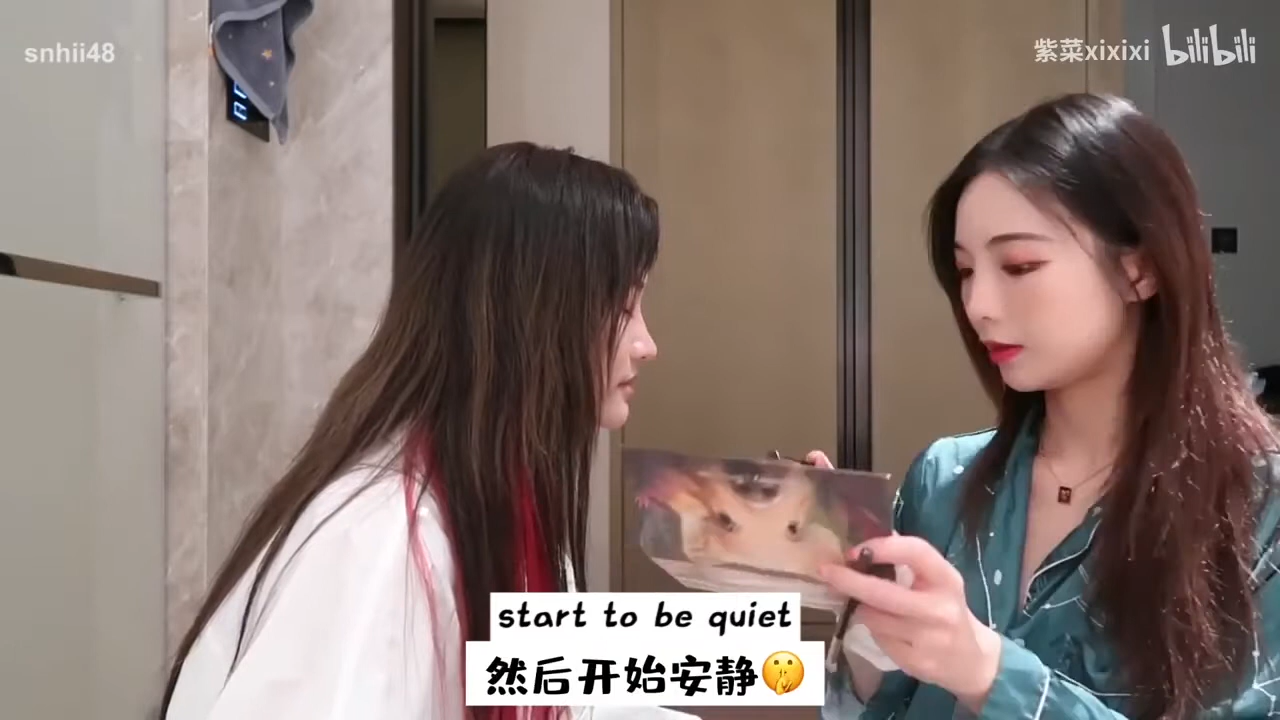 snhii48
紫菜xixixi bilibili
start to be quiet
然后开始安静🤫